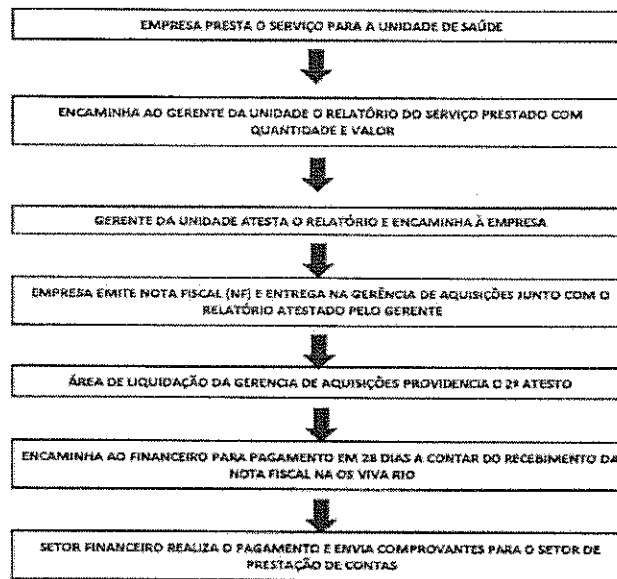 EMPRESA PRESTA O SERVIÇO PARA A UNIDADE DE SAÚDE
ENCAMINHA AO GERENTE DA UNIDADE O RELATÓRIO DO SERVIÇO PRESTADO COM
QUANTIDADE E VALOR
GERENTE DA UNIDADE ATESTA O RELATÓRIO E ENCAMINHA À EMPRESA
EMPRESA EMITE NOTA FISCAL (NF) E ENTREGA NA GERÊNCIA DE AQUISIÇÕES JUNTO COM O
RELATÓRIO ATESTADO PELO GERENTE
ÁREA DE LIQUIDAÇÃO DA GERENCIA DE AQUISIÇÕES PROVIDENCIA O 2º ATESTO
ENCAMINHA AO FINANCEIRO PARA PAGAMENTO EM 28 DIAS A CONTAR DO RECEBIMENTO DA
NOTA FISCAL NA OS VIVA RIO
SETOR FINANCEIRO REALIZA O PAGAMENTO E ENVIA COMPROVANTES PARA O SETOR DE
PRESTAÇÃO DE CONTAS